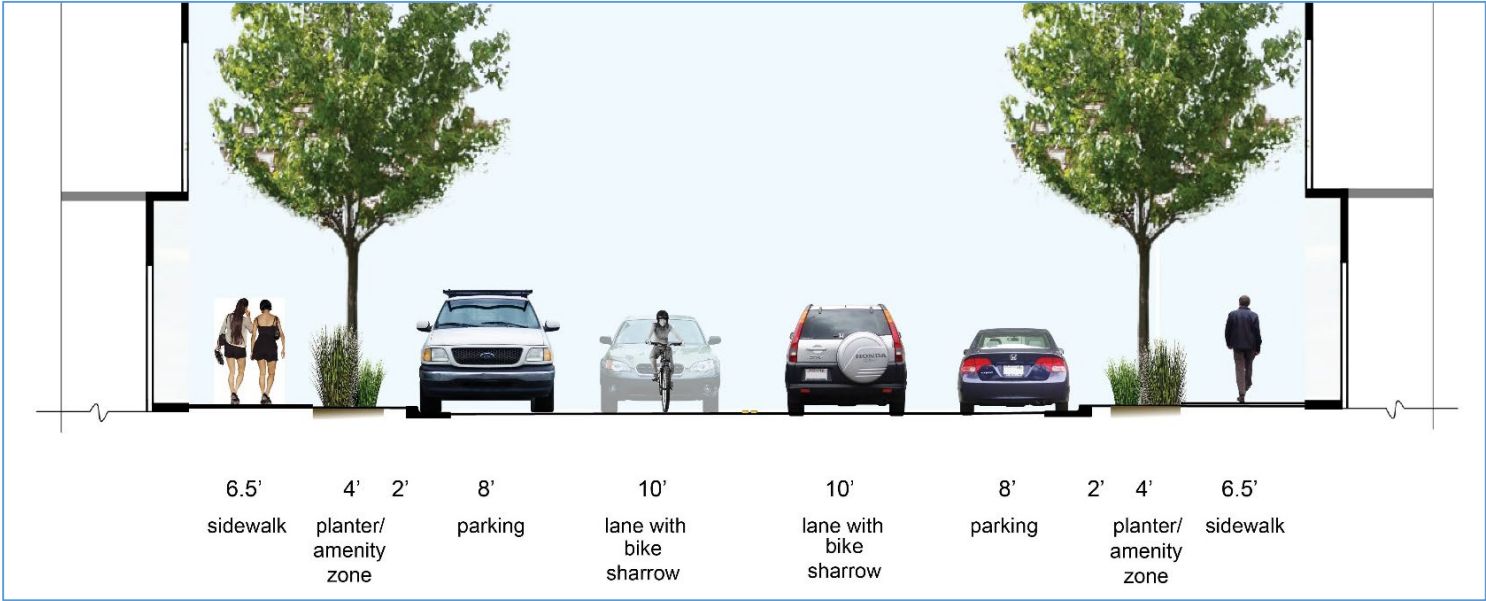 HONDA
6.5’ 4’ 2’ 8’ 10’ 10’ 8’ 2’ 4’ 6.5’
sidewalk planter/ parking lane with lane with parking planter/ sidewalk
amenity bike bike amenity
zone sharrow sharrow zone